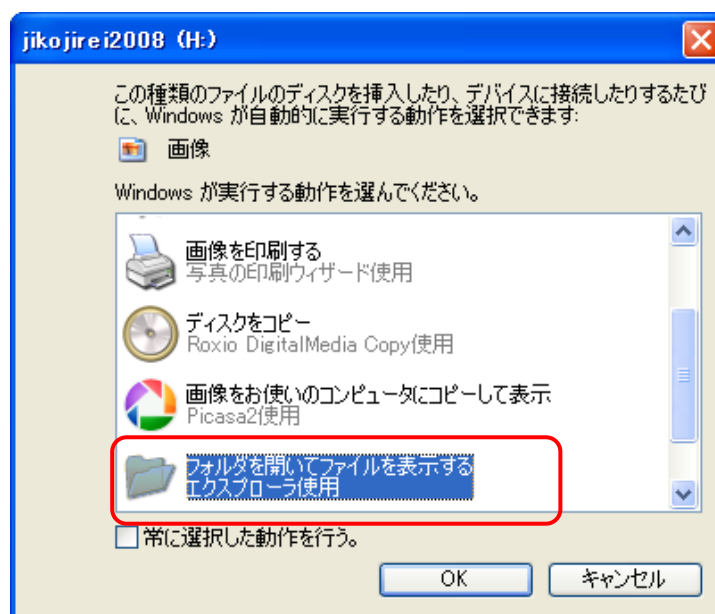 jikojirei2008 (H:)
この種類のファイルのディスクを挿入したり、デバイスに接続したりするたび
に、Windows が自動的に実行する動作を選択できます:
画像
Windows が実行する動作を選んでください。
画像を印刷する
写真の印刷ウィザード使用
ディスクをコピー
Roxio DigitalMedia Copy使用
画像をお使いのコンピュータにコピーして表示
Picasa2使用
フォルダを開いてファイルを表示する
エクスプローラ使用
常に選択した動作を行う。
OK
キャンセル